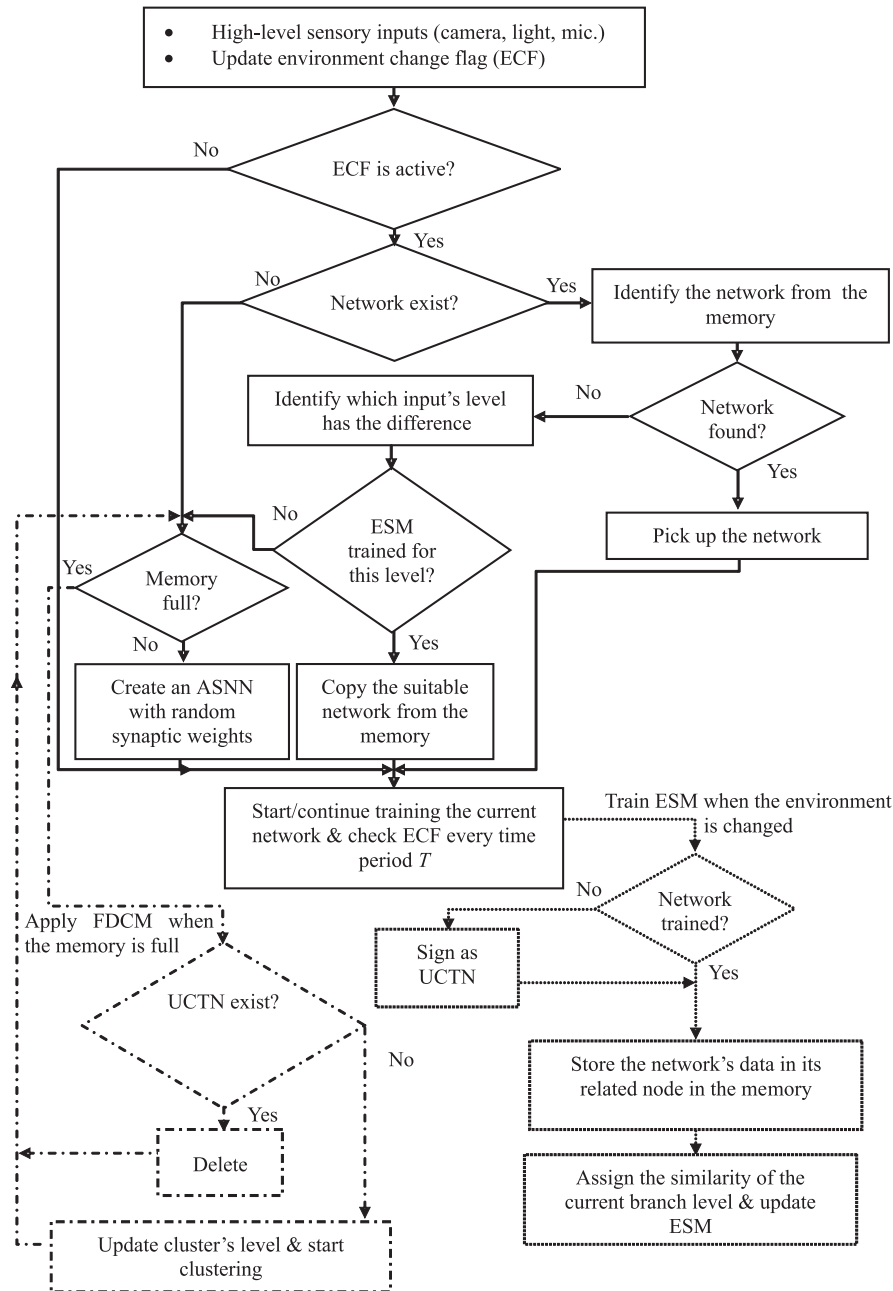 • High-level sensory inputs (camera, light, mic.)
• Update environment change flag (ECF)
No
ECF is active?
Yes
No
Network exist?
Yes
Identify the network from the
memory
Identify which input's level
has the difference
No
Network
found?
Yes
No
ESM
trained for
this level?
Pick up the network
Yes
Memory
full?
No
Yes
Create an ASNN
with random
synaptic weights
Copy the suitable
network from the
memory
Start/continue training the current
network & check ECF every time
period T
Train ESM when the environment
is changed
No
Network
trained?
Apply FDCM when
the memory is full
Sign as
UCTN
Yes
UCTN exist?
No
Store the network's data in its
related node in the memory
Yes
Delete
Assign the similarity of the
current branch level & update
ESM
Update cluster's level & start
clustering